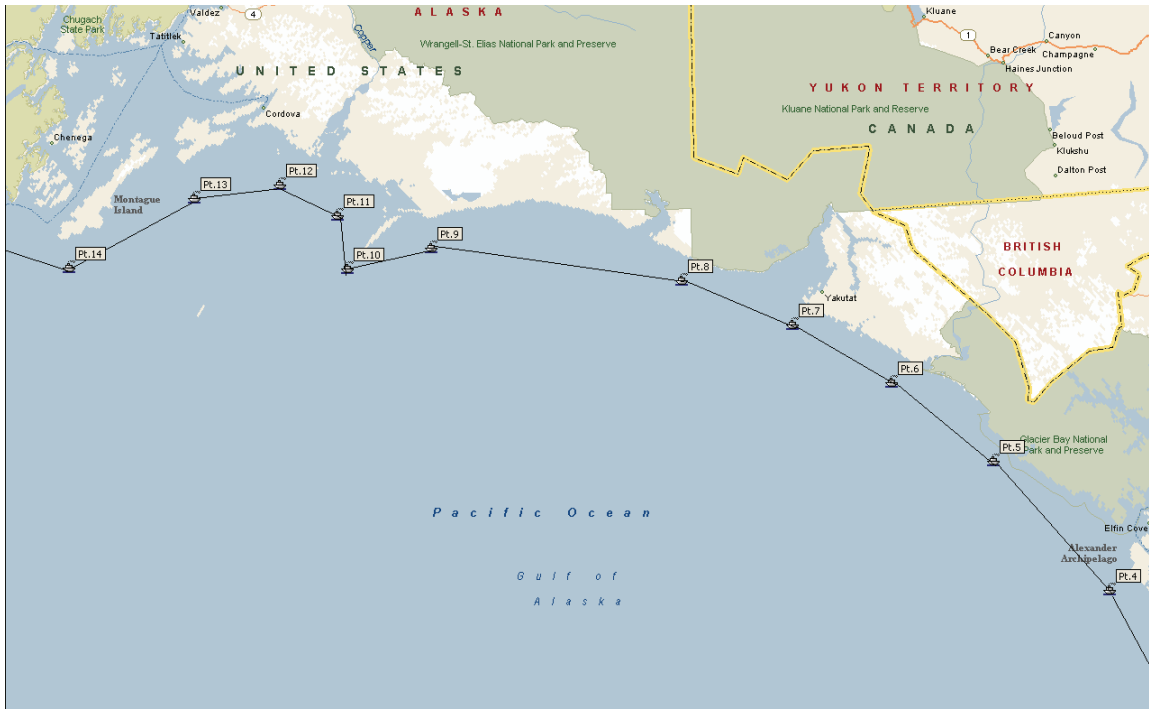 Chugach
State Park
Valdez
4
Tatitlek
Copper
ALASKA
Wrangell-St. Elias National Park and Preserve
UNITED STATES
Cordova
Chenega
Kluane
1
Canyon
Bear Creek
Champagne
Haines Junction
YUKON TERRITORY
Kluane National Park and Reserve
CANADA
Beloud Post
Klukshu
Dalton Post
Montague
Island
Pt.14
Pt.13
Pt.12
Pt.11
Pt.10
Pt.9
Pt.8
BRITISH
COLUMBIA
Yakutat
Pt.7
Pt.6
Glacier Bay National
Park and Preserve
Pt.5
Pacific Ocean
Elfin Cove
Alexander
Archipelago
Gulf of
Alaska
Pt.4